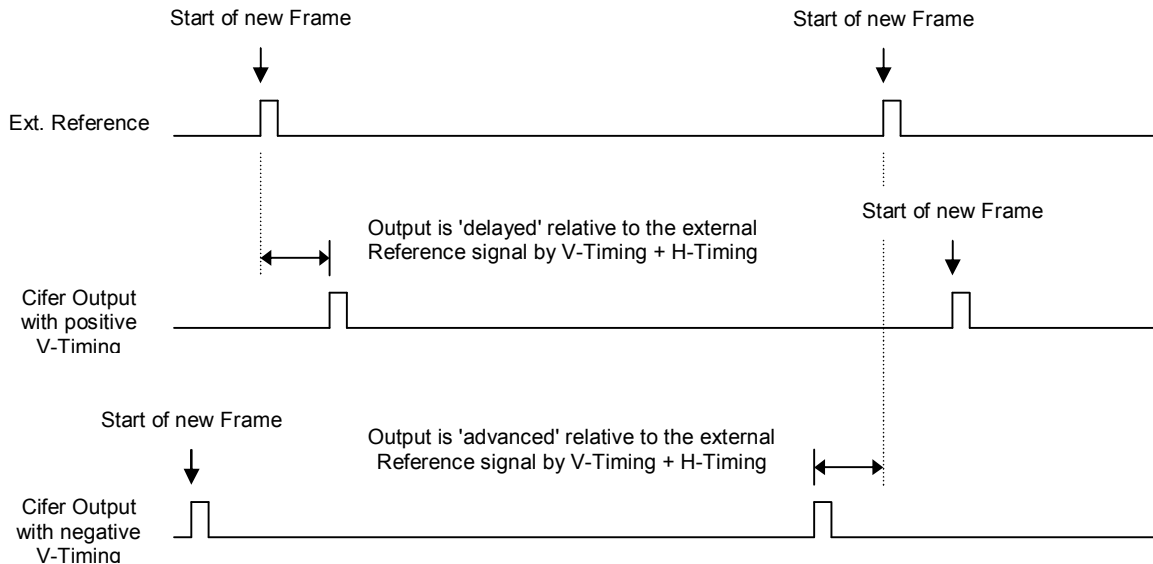 Start of new Frame
Start of new Frame
Ext. Reference
Start of new Frame
Output is 'delayed' relative to the external
Reference signal by V-Timing + H-Timing
Cifer Output
with positive
V-Timing
Start of new Frame
Output is 'advanced' relative to the external
Reference signal by V-Timing + H-Timing
Cifer Output
with negative
V-Timing